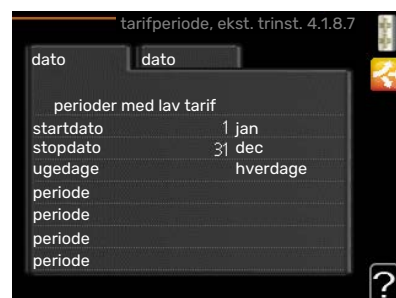 tarifperiode, ekst. trinst. 4.1.8.7
dato dato
perioder med lav tarif
startdato 1 jan
stopdato 31 dec
ugedage hverdage
periode
periode
periode
periode
?